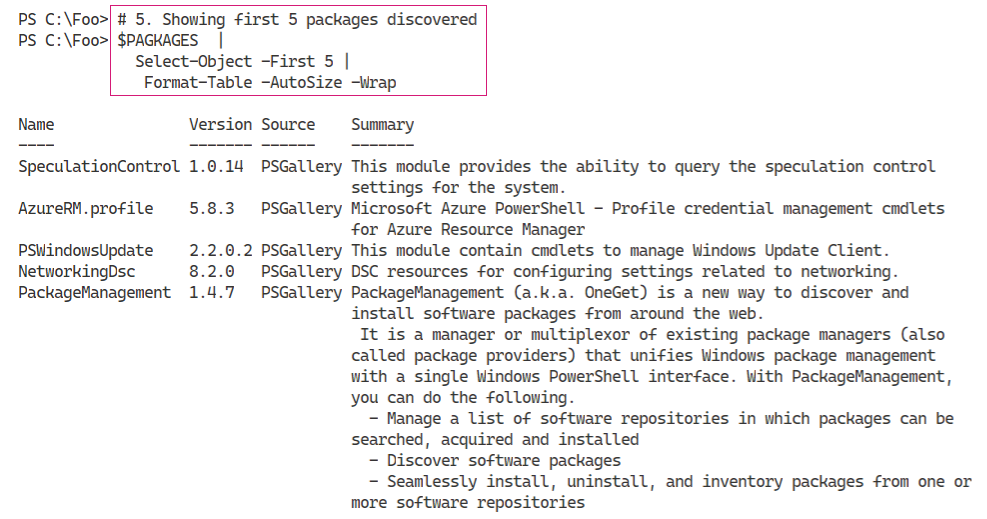 PS C:\Foo> # 5. Showing first 5 packages discovered
PS C:\Foo> $PAGKAGES  |
             Select-Object -First 5 |
              Format-Table -AutoSize -Wrap

Name               Version Source    Summary
----               ------- ------    -------
SpeculationControl 1.0.14  PSGallery This module provides the ability to query the speculation control
                                     settings for the system.
AzureRM.profile    5.8.3   PSGallery Microsoft Azure PowerShell - Profile credential management cmdlets
                                     for Azure Resource Manager
PSWindowsUpdate    2.2.0.2 PSGallery This module contain cmdlets to manage Windows Update Client.
NetworkingDsc      8.2.0   PSGallery DSC resources for configuring settings related to networking.
PackageManagement  1.4.7   PSGallery PackageManagement (a.k.a. OneGet) is a new way to discover and
                                     install software packages from around the web.
                                      It is a manager or multiplexor of existing package managers (also
                                     called package providers) that unifies Windows package management
                                     with a single Windows PowerShell interface. With PackageManagement,
                                     you can do the following.
                                       - Manage a list of software repositories in which packages can be
                                     searched, acquired and installed
                                       - Discover software packages
                                       - Seamlessly install, uninstall, and inventory packages from one or
                                     more software repositories